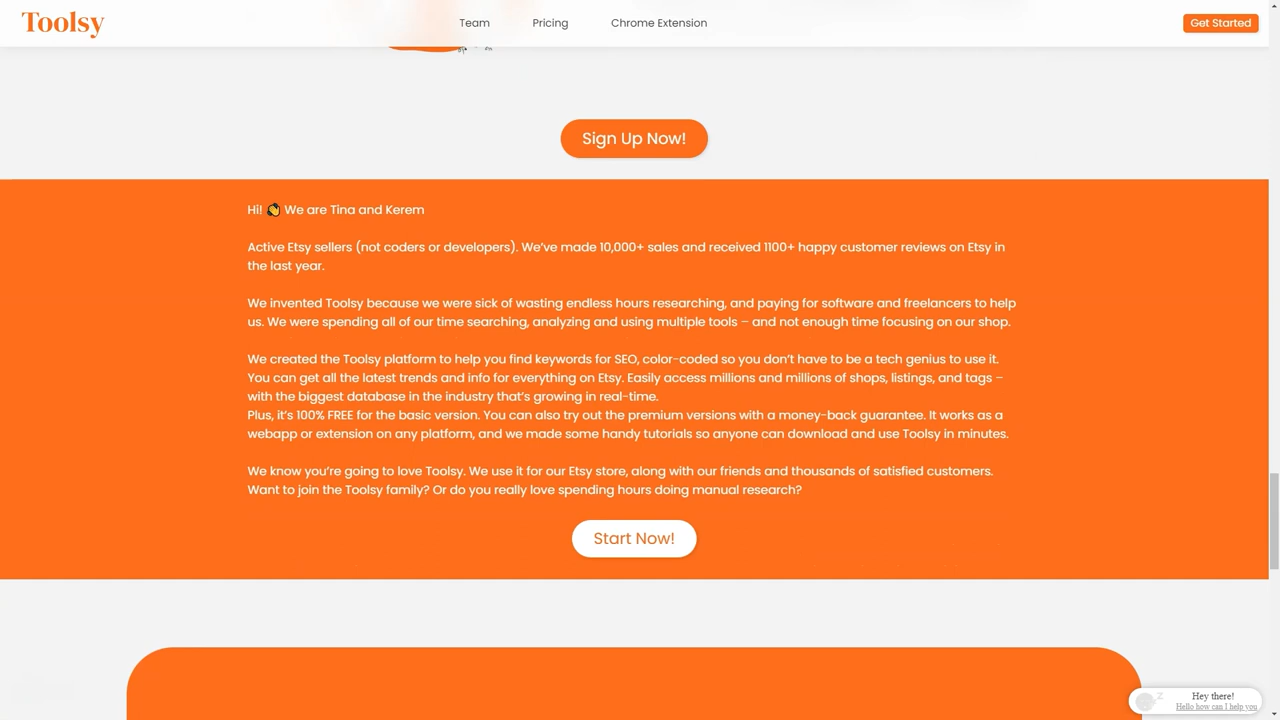 Toolsy
Team
Pricing
Chrome Extension
Get Started
Sign Up Now!
Hi! 👋 We are Tina and Kerem
Active Etsy sellers (not coders or developers). We’ve made 10,000+ sales and received 1100+ happy customer reviews on Etsy in
the last year.
We invented Toolsy because we were sick of wasting endless hours researching, and paying for software and freelancers to help
us. We were spending all of our time searching, analyzing and using multiple tools – and not enough time focusing on our shop.
We created the Toolsy platform to help you find keywords for SEO, color-coded so you don’t have to be a tech genius to use it.
You can get all the latest trends and info for everything on Etsy. Easily access millions and millions of shops, listings, and tags –
with the biggest database in the industry that’s growing in real-time.
Plus, it’s 100% FREE for the basic version. You can also try out the premium versions with a money-back guarantee. It works as a
webapp or extension on any platform, and we made some handy tutorials so anyone can download and use Toolsy in minutes.
We know you’re going to love Toolsy. We use it for our Etsy store, along with our friends and thousands of satisfied customers.
Want to join the Toolsy family? Or do you really love spending hours doing manual research?
Start Now!
Hey there!
Hello how can I help you